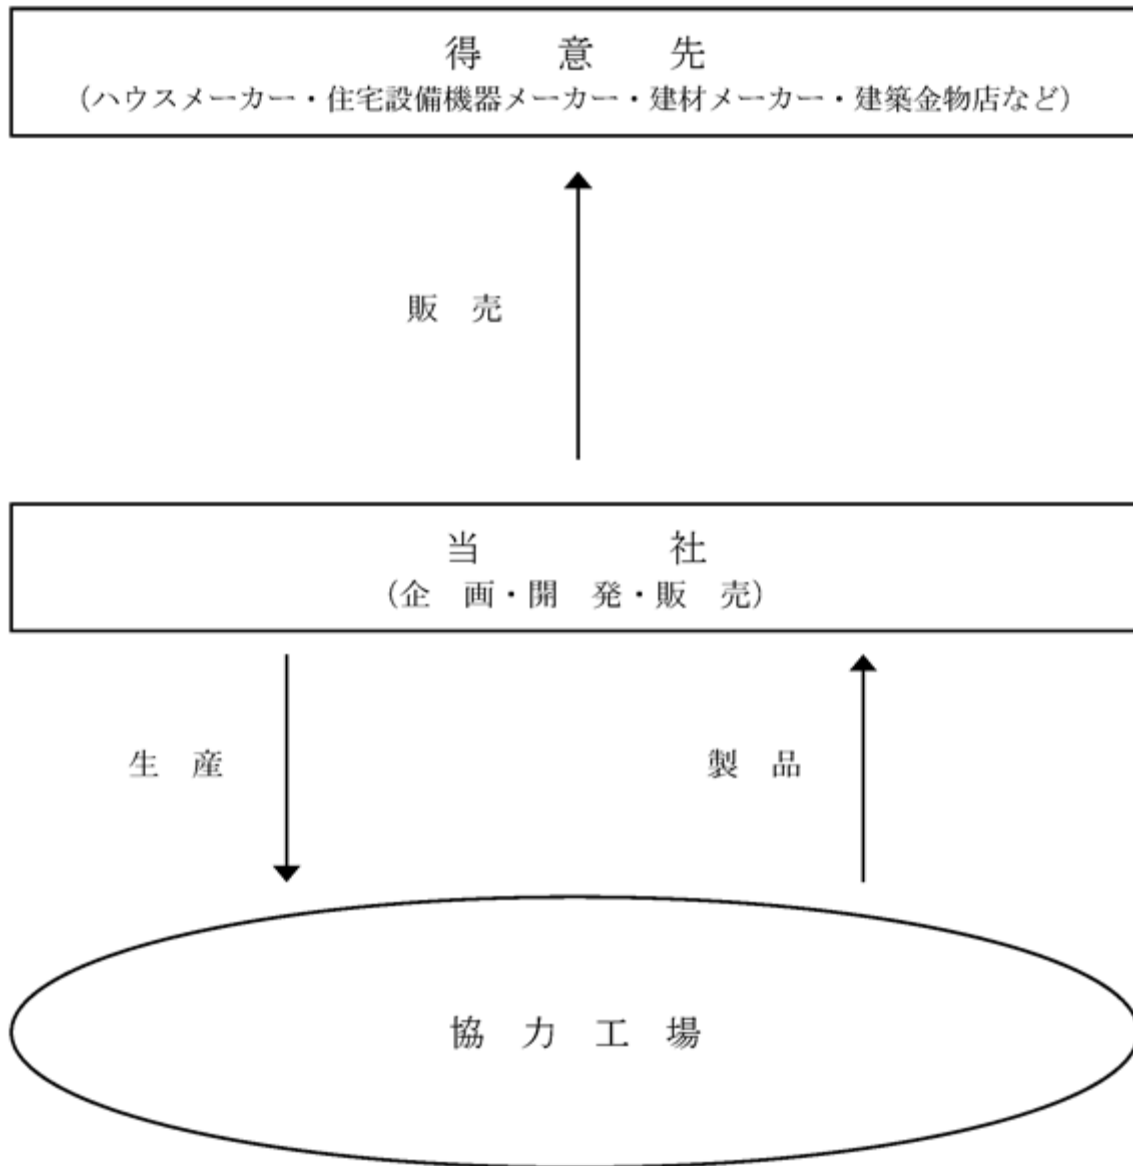 得　意　先
（ハウスメーカー・住宅設備機器メーカー・建材メーカー・建築金物店など）
販　売
当　　　社
（企　画・開　発・販　売）
生　産
製　品
協　力　工　場